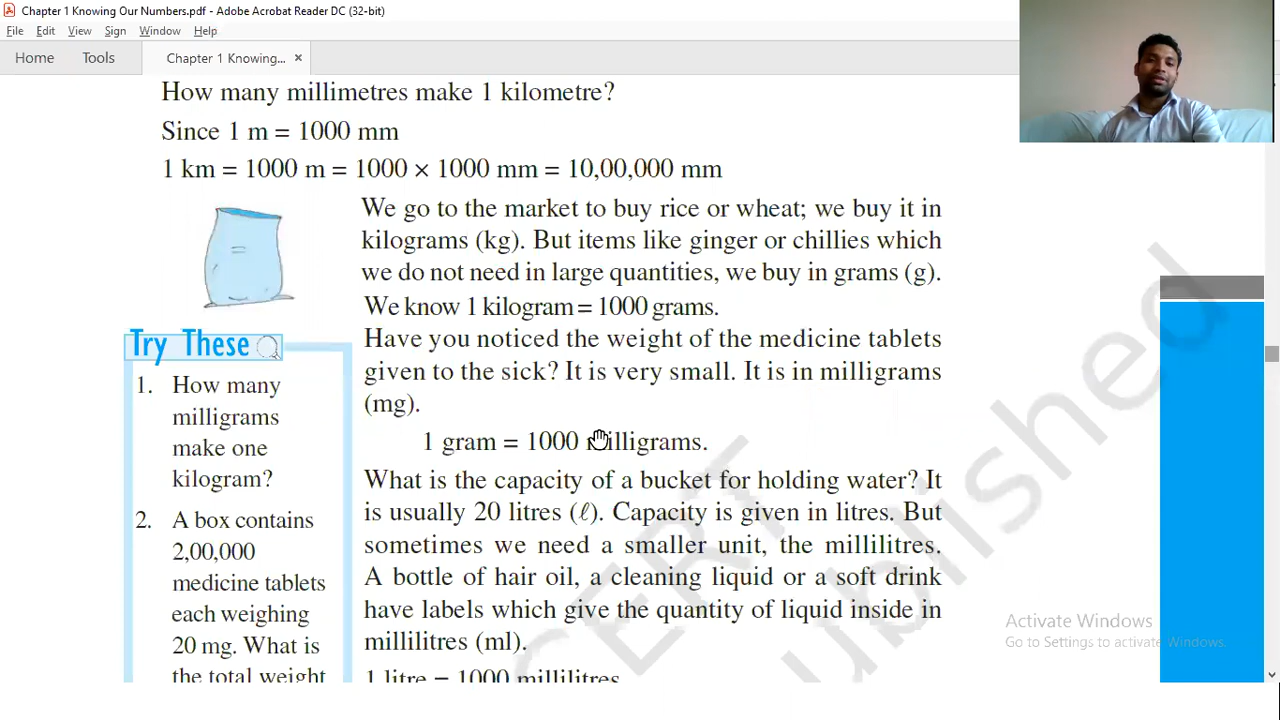 Chapter 1 Knowing Our Numbers.pdf - Adobe Acrobat Reader DC (32-bit)
File Edit View Sign Window Help
Home Tools Chapter 1 Knowing... ×
How many millimetres make 1 kilometre?
Since 1 m = 1000 mm
1 km = 1000 m = 1000 × 1000 mm = 10,00,000 mm
We go to the market to buy rice or wheat; we buy it in
kilograms (kg). But items like ginger or chillies which
we do not need in large quantities, we buy in grams (g).
We know 1 kilogram = 1000 grams.
Have you noticed the weight of the medicine tablets
given to the sick? It is very small. It is in milligrams
(mg).
1 gram = 1000 milligrams.
What is the capacity of a bucket for holding water? It
is usually 20 litres (ℓ). Capacity is given in litres. But
sometimes we need a smaller unit, the millilitres.
A bottle of hair oil, a cleaning liquid or a soft drink
have labels which give the quantity of liquid inside in
millilitres (ml).
1 litre = 1000 millilitres
Try These
1. How many
milligrams
make one
kilogram?
2. A box contains
2,00,000
medicine tablets
each weighing
20 mg. What is
the total weight
Activate Windows
Go to Settings to activate Windows.